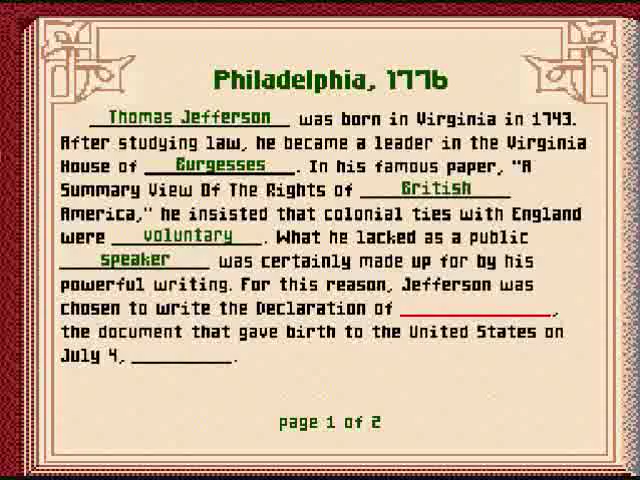 Philadelphia, 1776
Thomas Jefferson was born in Virginia in 1743.
After studying law, he became a leader in the Virginia
House of Burgesses. In his famous paper, "A
Summary View Of The Rights of British
America," he insisted that colonial ties with England
were voluntary. What he lacked as a public
speaker was certainly made up for by his
powerful writing. For this reason, Jefferson was
chosen to write the Declaration of __________,
the document that gave birth to the United States on
July 4, __________.
page 1 of 2